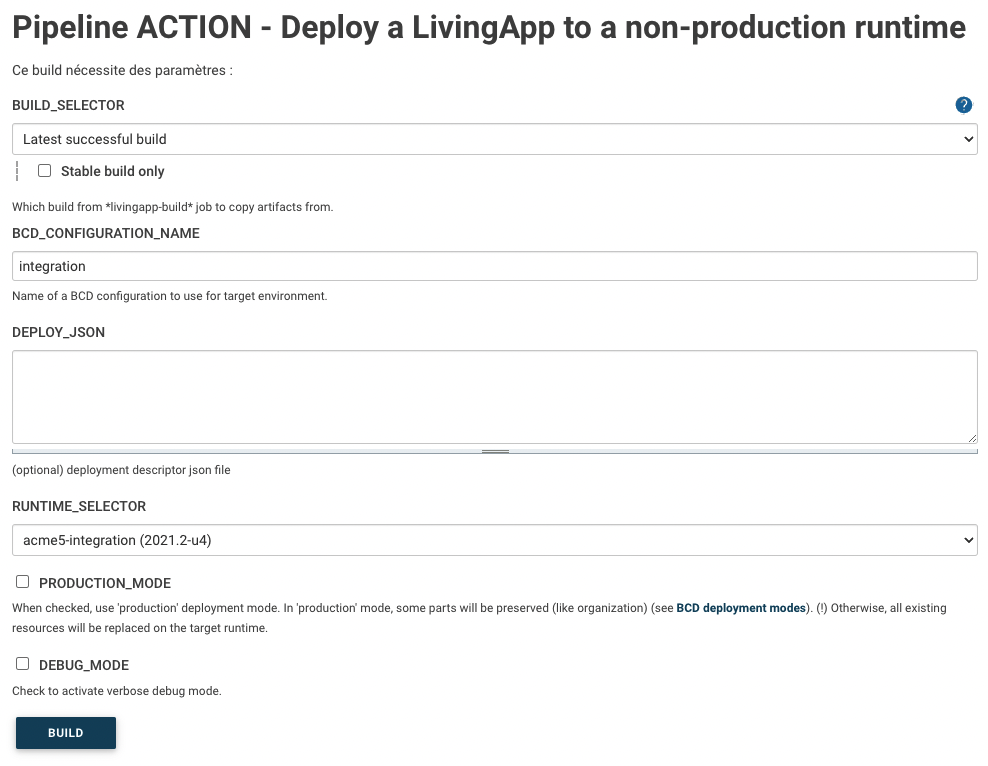 Pipeline ACTION - Deploy a LivingApp to a non-production runtime
Ce build nécessite des paramètres :
BUILD_SELECTOR
?
Latest successful build
Stable build only
Which build from *livingapp-build* job to copy artifacts from.
BCD_CONFIGURATION_NAME
integration
Name of a BCD configuration to use for target environment.
DEPLOY_JSON
(optional) deployment descriptor json file
RUNTIME_SELECTOR
acme5-integration (2021.2-u4)
PRODUCTION_MODE
When checked, use 'production' deployment mode. In 'production' mode, some parts will be preserved (like organization) (see BCD deployment modes). (!) Otherwise, all existing
resources will be replaced on the target runtime.
DEBUG_MODE
Check to activate verbose debug mode.
BUILD